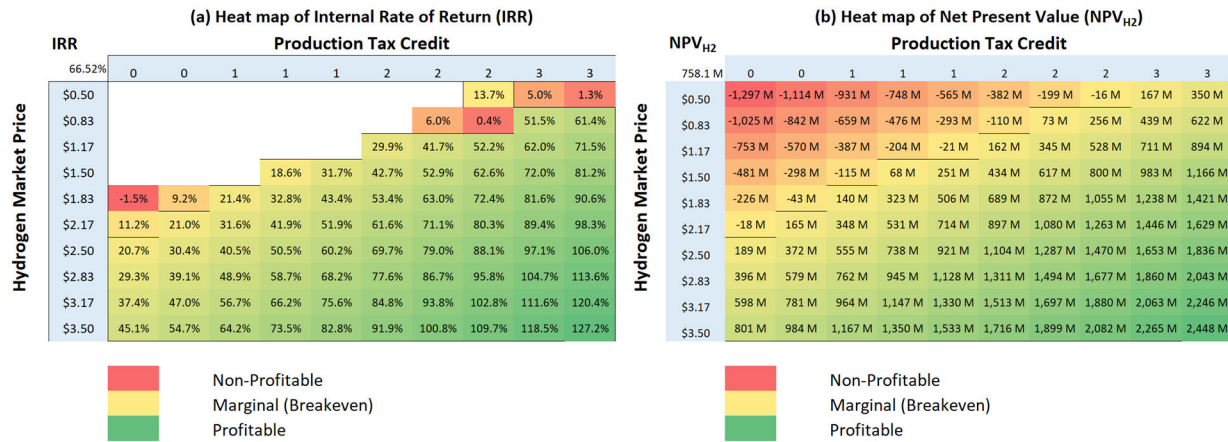 (a) Heat map of Internal Rate of Return (IRR)
IRR
Production Tax Credit
66.52% 0 0 1 1 1 2 2 2 3 3
Hydrogen Market Price
$0.50 13.7% 5.0% 1.3%
$0.83 6.0% 0.4% 51.5% 61.4%
$1.17 29.9% 41.7% 52.2% 62.0% 71.5%
$1.50 18.6% 31.7% 42.7% 52.9% 62.6% 72.0% 81.2%
$1.83 -1.5% 9.2% 21.4% 32.8% 43.4% 53.4% 63.0% 72.4% 81.6% 90.6%
$2.17 11.2% 21.0% 31.6% 41.9% 51.9% 61.6% 71.1% 80.3% 89.4% 98.3%
$2.50 20.7% 30.4% 40.5% 50.5% 60.2% 69.7% 79.0% 88.1% 97.1% 106.0%
$2.83 29.3% 39.1% 48.9% 58.7% 68.2% 77.6% 86.7% 95.8% 104.7% 113.6%
$3.17 37.4% 47.0% 56.7% 66.2% 75.6% 84.8% 93.8% 102.8% 111.6% 120.4%
$3.50 45.1% 54.7% 64.2% 73.5% 82.8% 91.9% 100.8% 109.7% 118.5% 127.2%
Non-Profitable
Marginal (Breakeven)
Profitable
(b) Heat map of Net Present Value (NPVH2)
NPVH2
Production Tax Credit
758.1 M 0 0 1 1 1 2 2 2 3 3
Hydrogen Market Price
$0.50 -1,297 M -1,114 M -931 M -748 M -565 M -382 M -199 M -16 M 167 M 350 M
$0.83 -1,025 M -842 M -659 M -476 M -293 M -110 M 73 M 256 M 439 M 622 M
$1.17 -753 M -570 M -387 M -204 M -21 M 162 M 345 M 528 M 711 M 894 M
$1.50 -481 M -298 M -115 M 68 M 251 M 434 M 617 M 800 M 983 M 1,166 M
$1.83 -226 M -43 M 140 M 323 M 506 M 689 M 872 M 1,055 M 1,238 M 1,421 M
$2.17 -18 M 165 M 348 M 531 M 714 M 897 M 1,080 M 1,263 M 1,446 M 1,629 M
$2.50 189 M 372 M 555 M 738 M 921 M 1,104 M 1,287 M 1,470 M 1,653 M 1,836 M
$2.83 396 M 579 M 762 M 945 M 1,128 M 1,311 M 1,494 M 1,677 M 1,860 M 2,043 M
$3.17 598 M 781 M 964 M 1,147 M 1,330 M 1,513 M 1,697 M 1,880 M 2,063 M 2,246 M
$3.50 801 M 984 M 1,167 M 1,350 M 1,533 M 1,716 M 1,899 M 2,082 M 2,265 M 2,448 M
Non-Profitable
Marginal (Breakeven)
Profitable